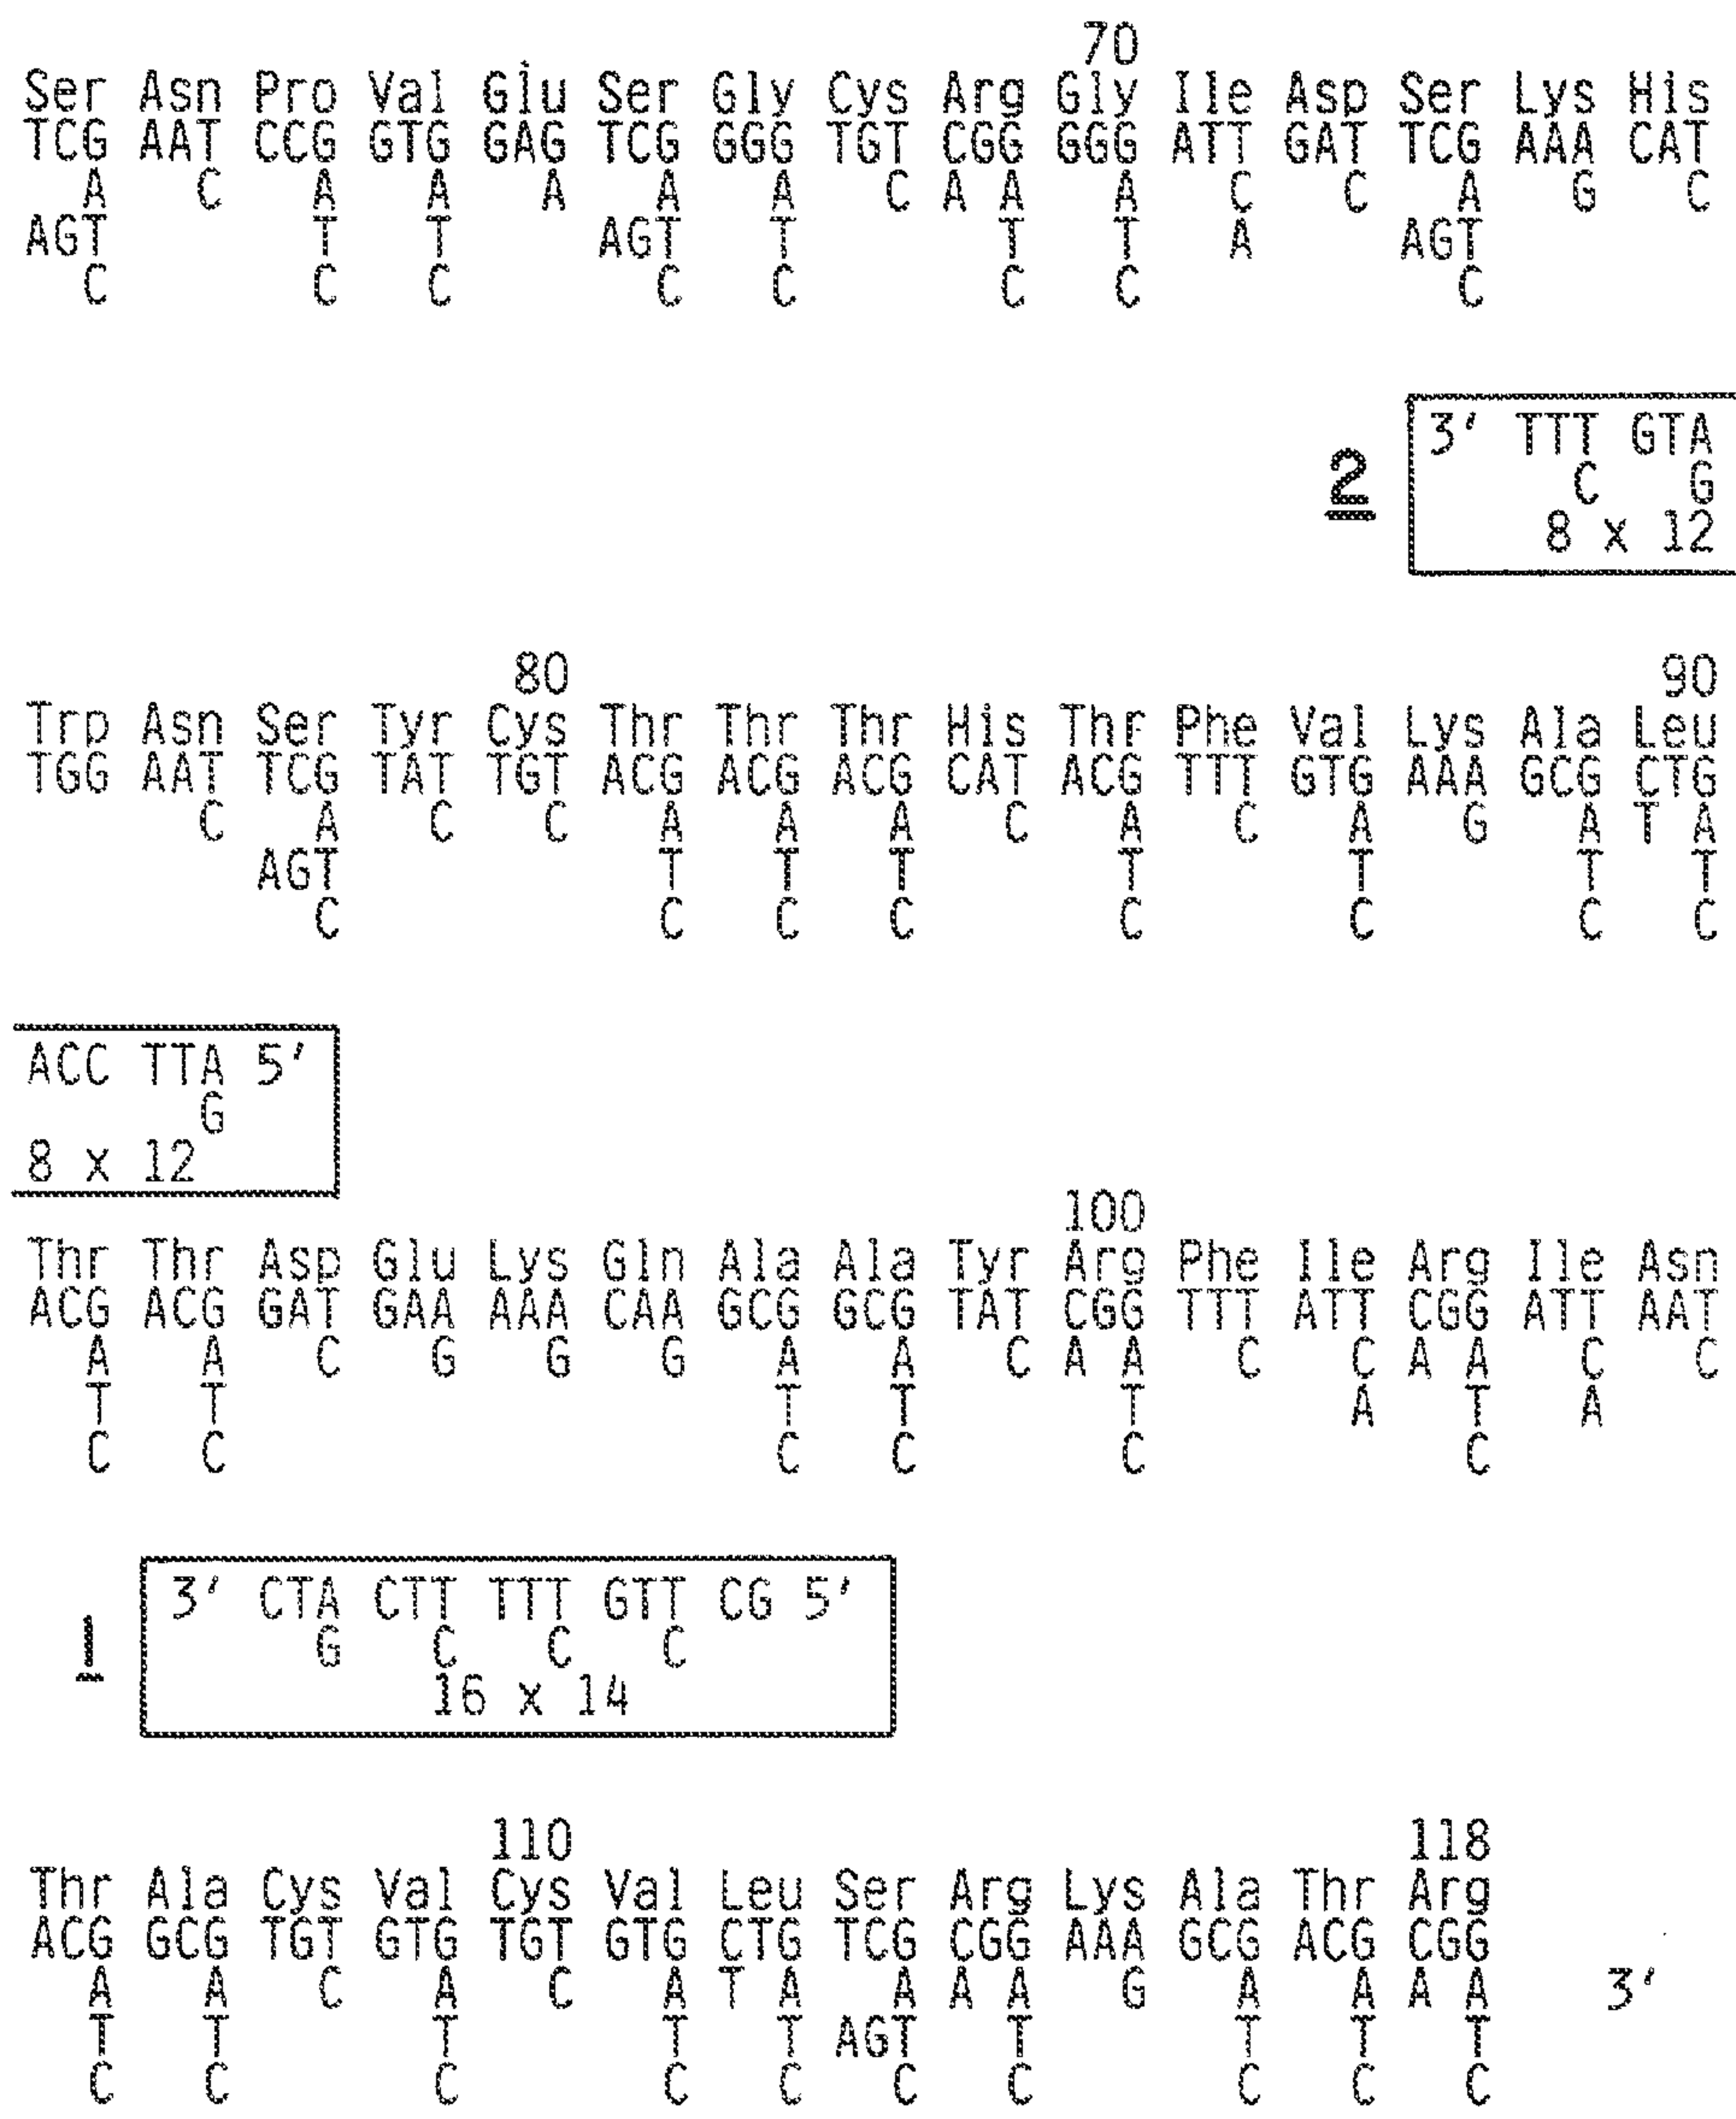 70
Ser Asn Pro Val Glu Ser Gly Cys Arg Gly Ile Asp Ser Lys His
TCG AAT CCG GTG GAG TCG GGG TGT CGG GGG ATT GAT TCG AAA CAT
A C A A A A A C A A A C C A G C
AGT T T AGT T T T A AGT
C C C C C C C C
3' TTT GTA
2
C G
8 x 12
80 90
Trp Asn Ser Tyr Cys Thr Thr Thr His Thr Phe Val Lys Ala Leu
TGG AAT TCG TAT TGT ACG ACG ACG CAT ACG TTT GTG AAA GCG CTG
C A C C A A A C A C A G A T A
AGT T T T T T T T
C C C C C C C C
ACC TTA 5'
G
8 x 12
100
Thr Thr Asp Glu Lys Gln Ala Ala Tyr Arg Phe Ile Arg Ile Asn
ACG ACG GAT GAA AAA CAA GCG GCG TAT CGG TTT ATT CGG ATT AAT
A A C G G G A A C A A C C A A C C
T T T T T A T A
C C C C C C
3' CTA CTT TTT GTT CG 5'
1
G C C C
16 x 14
110 118
Thr Ala Cys Val Cys Val Leu Ser Arg Lys Ala Thr Arg
ACG GCG TGT GTG TGT GTG CTG TCG CGG AAA GCG ACG CGG
A A C A C A T A A A A G A A A A 3'
T T T T T AGT T T T T
C C C C C C C C C C